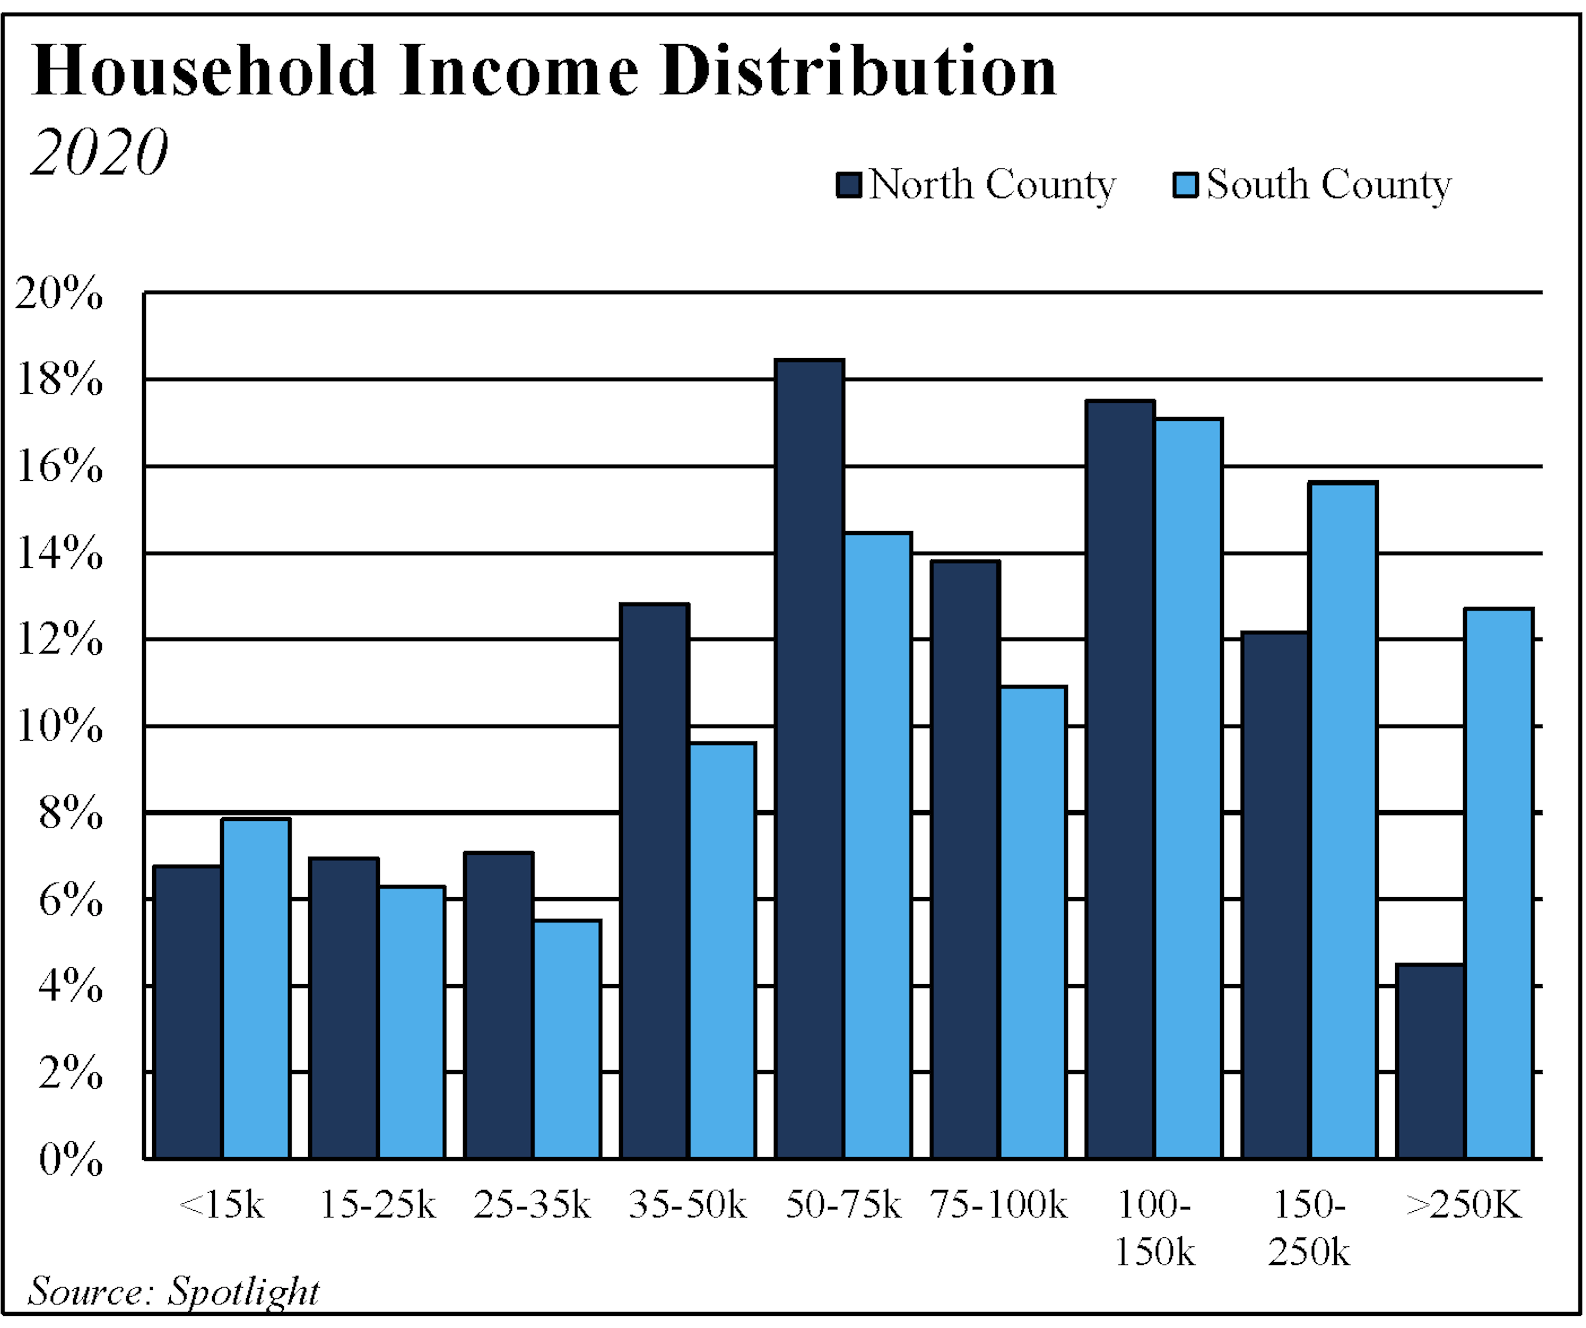 Household Income Distribution
2020
North County South County
20%
18%
16%
14%
12%
10%
8%
6%
4%
2%
0%
<15k 15-25k 25-35k 35-50k 50-75k 75-100k 100- 150- >250K
150k 250k
Source: Spotlight